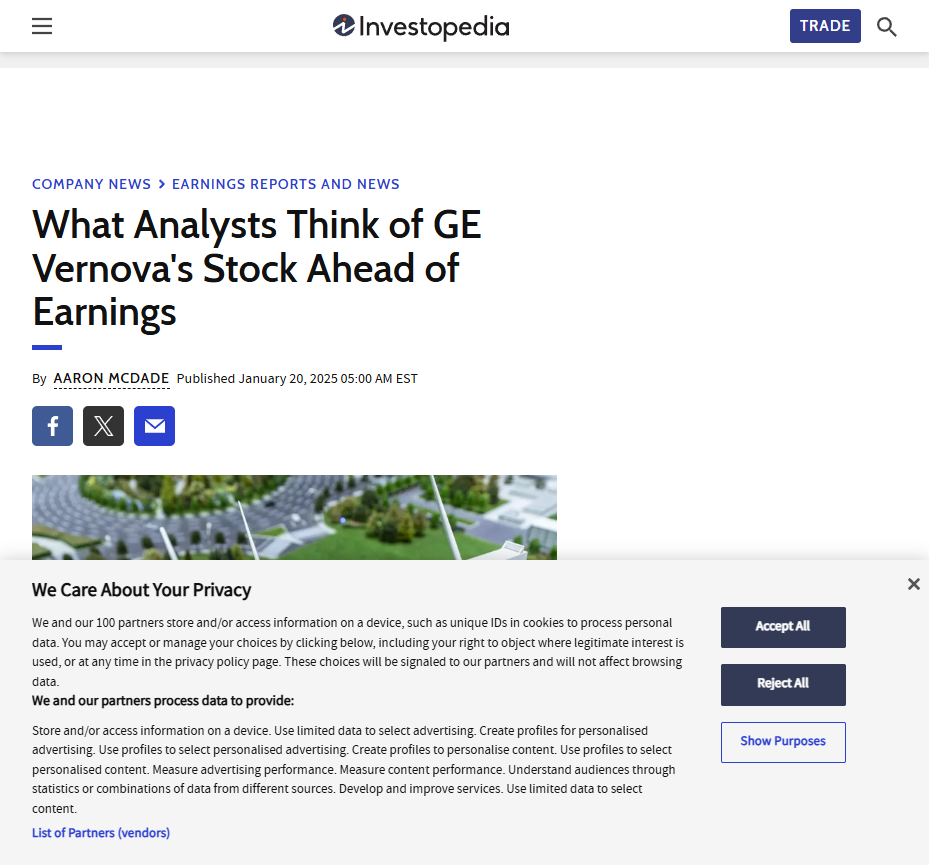 Investopedia
TRADE
COMPANY NEWS > EARNINGS REPORTS AND NEWS
What Analysts Think of GE
Vernova's Stock Ahead of
Earnings
By AARON MCDADE Published January 20, 2025 05:00 AM EST
We Care About Your Privacy
We and our 100 partners store and/or access information on a device, such as unique IDs in cookies to process personal
data. You may accept or manage your choices by clicking below, including your right to object where legitimate interest is
used, or at any time in the privacy policy page. These choices will be signaled to our partners and will not affect browsing
data.
We and our partners process data to provide:
Store and/or access information on a device. Use limited data to select advertising. Create profiles for personalised
advertising. Use profiles to select personalised advertising. Create profiles to personalise content. Use profiles to select
personalised content. Measure advertising performance. Measure content performance. Understand audiences through
statistics or combinations of data from different sources. Develop and improve services. Use limited data to select
content.
List of Partners (vendors)
Accept All
Reject All
Show Purposes